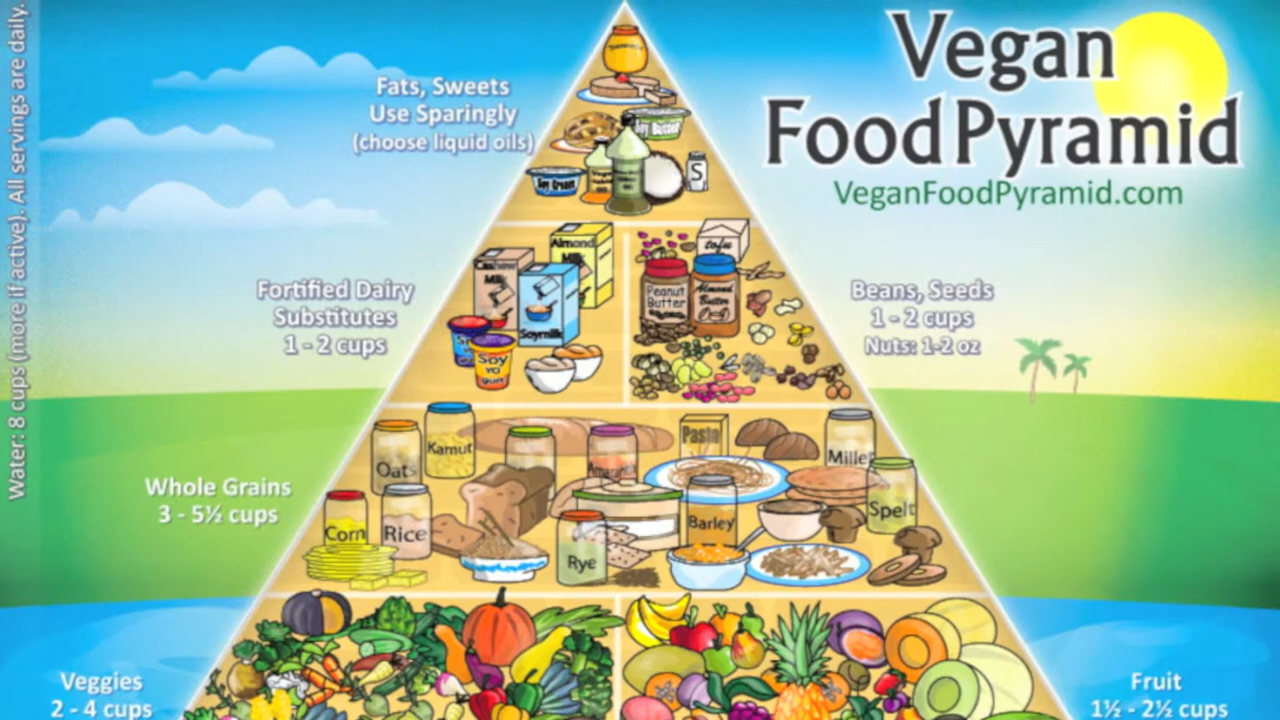 Vegan
Food Pyramid
VeganFoodPyramid.com
Water: 8 cups (more if active). All servings are daily.
Fats, Sweets
Use Sparingly
(choose liquid oils)
Soy Butter
Soy Cream
S
Fortified Dairy
Substitutes
1 - 2 cups
Almond
Milk
Milk
Soymilk
Soy
tofu
Peanut
Butter
Almond
Butter
Beans, Seeds
1 - 2 cups
Nuts: 1-2 oz
Whole Grains
3 - 5½ cups
Oats
Kamut
Amaranth
Pasta
Millet
Corn
Rice
Rye
Barley
Spelt
Veggies
2 - 4 cups
Fruit
1½ - 2½ cups